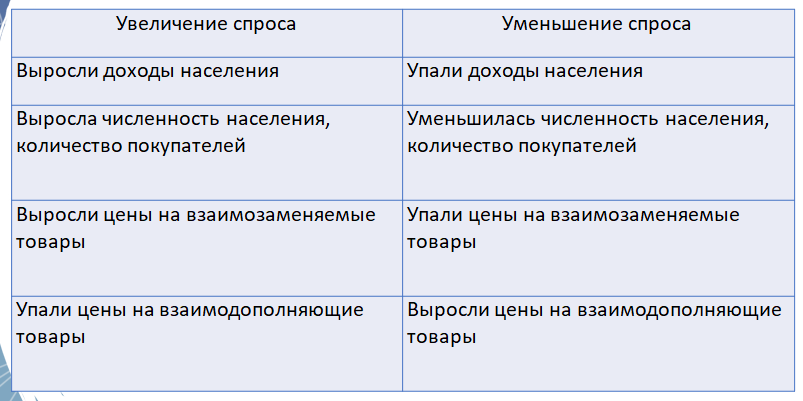 Увеличение спроса
Уменьшение спроса
Выросли доходы населения
Упали доходы населения
Выросла численность населения,
количество покупателей
Уменьшилась численность населения,
количество покупателей
Выросли цены на взаимозаменяемые
товары
Упали цены на взаимозаменяемые
товары
Упали цены на взаимодополняющие
товары
Выросли цены на взаимодополняющие
товары